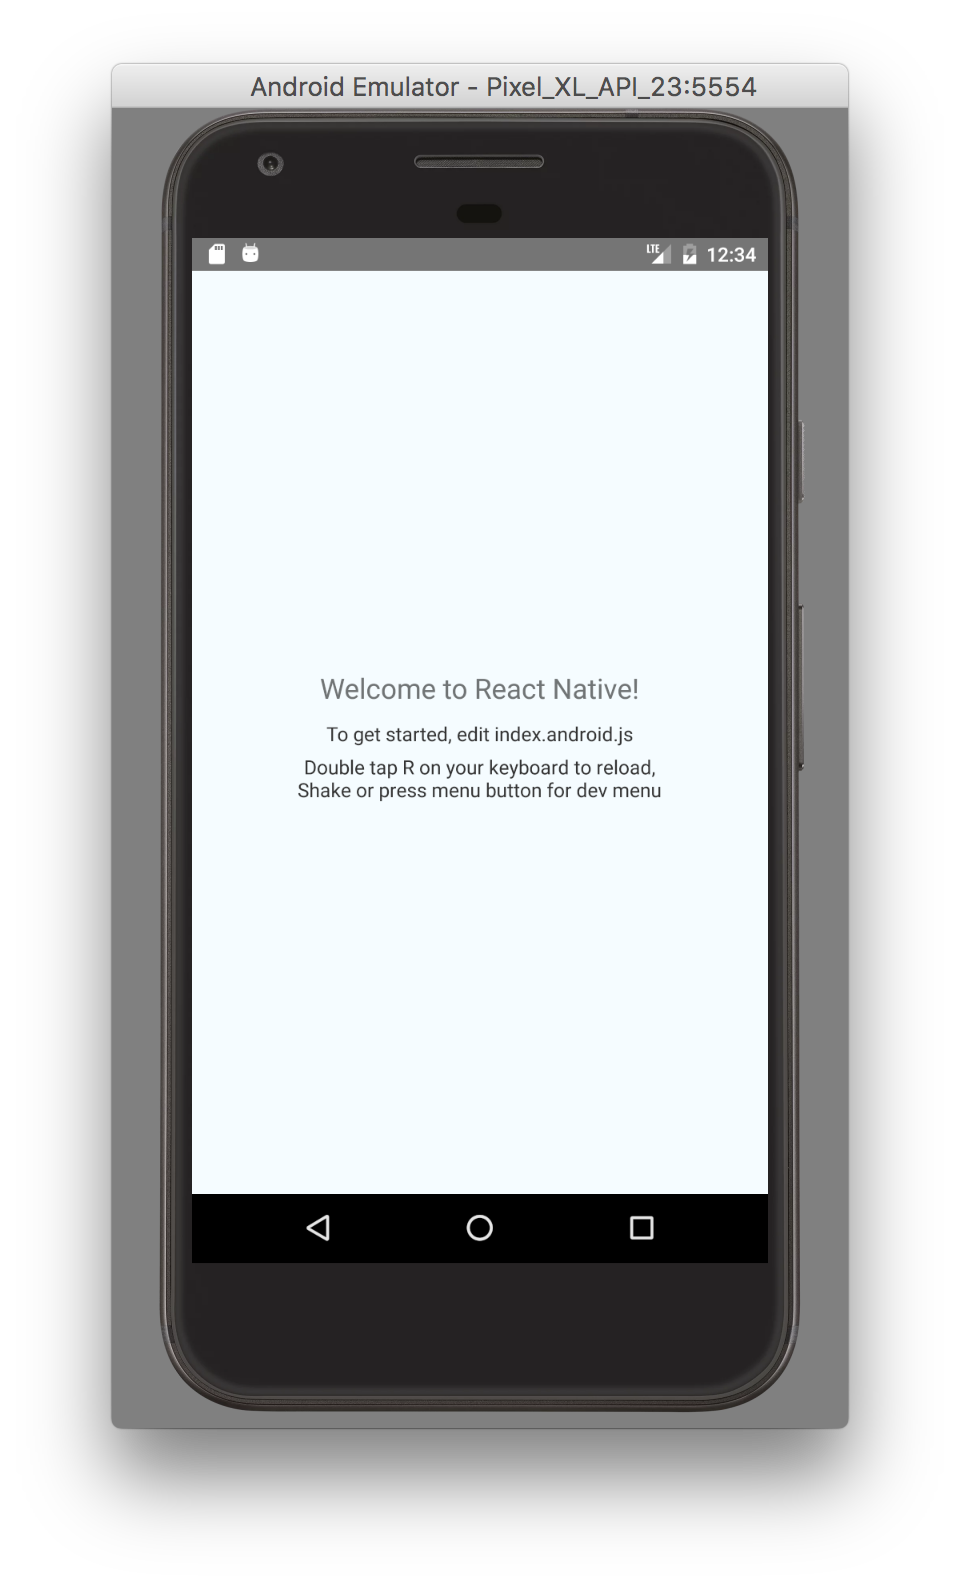 Android Emulator - Pixel_XL_API_23:5554
LTE 12:34
Welcome to React Native!
To get started, edit index.android.js
Double tap R on your keyboard to reload,
Shake or press menu button for dev menu